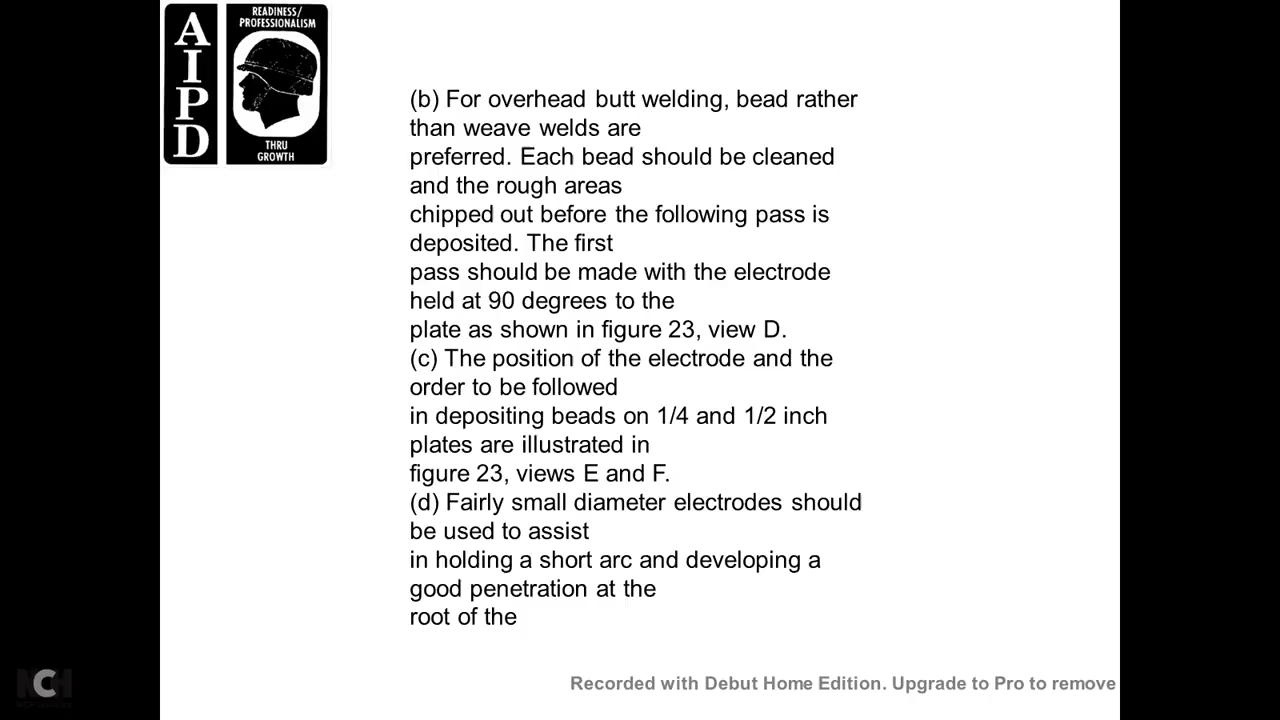 AIPD
READINESS/
PROFESSIONALISM
THRU
GROWTH
(b) For overhead butt welding, bead rather
than weave welds are
preferred. Each bead should be cleaned
and the rough areas
chipped out before the following pass is
deposited. The first
pass should be made with the electrode
held at 90 degrees to the
plate as shown in figure 23, view D.
(c) The position of the electrode and the
order to be followed
in depositing beads on 1/4 and 1/2 inch
plates are illustrated in
figure 23, views E and F.
(d) Fairly small diameter electrodes should
be used to assist
in holding a short arc and developing a
good penetration at the
root of the
NCH
Recorded with Debut Home Edition. Upgrade to Pro to remove